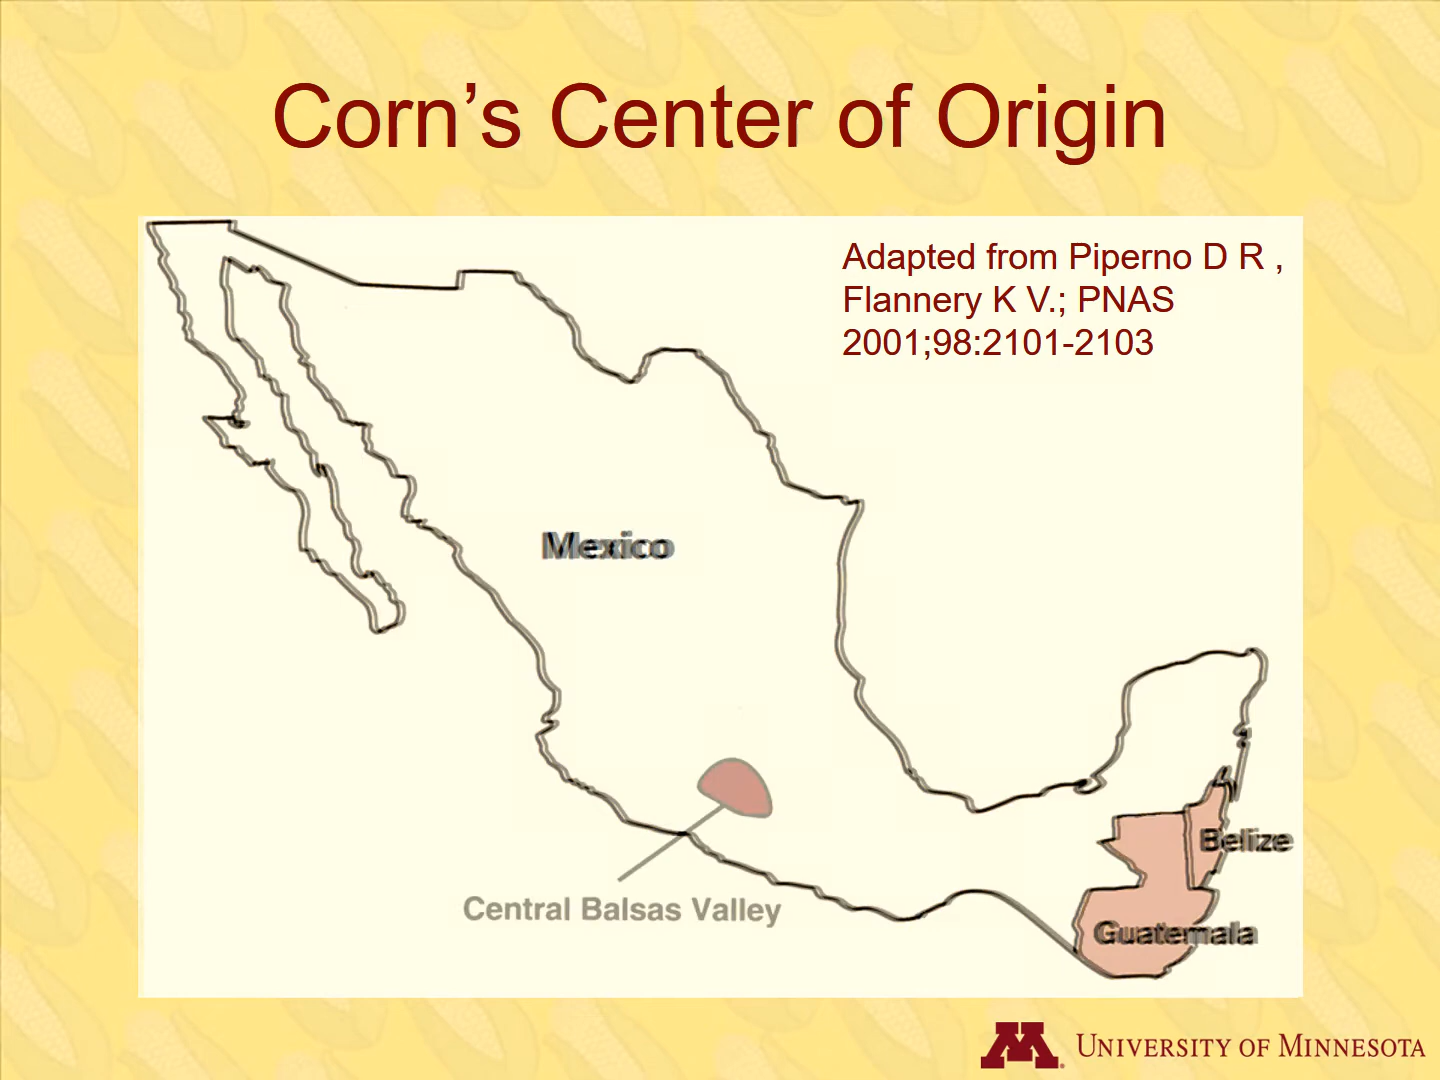 Corn’s Center of Origin
Adapted from Piperno D R ,
Flannery K V.; PNAS
2001;98:2101-2103
Mexico
Belize
Central Balsas Valley
Guatemala
M
UNIVERSITY OF MINNESOTA